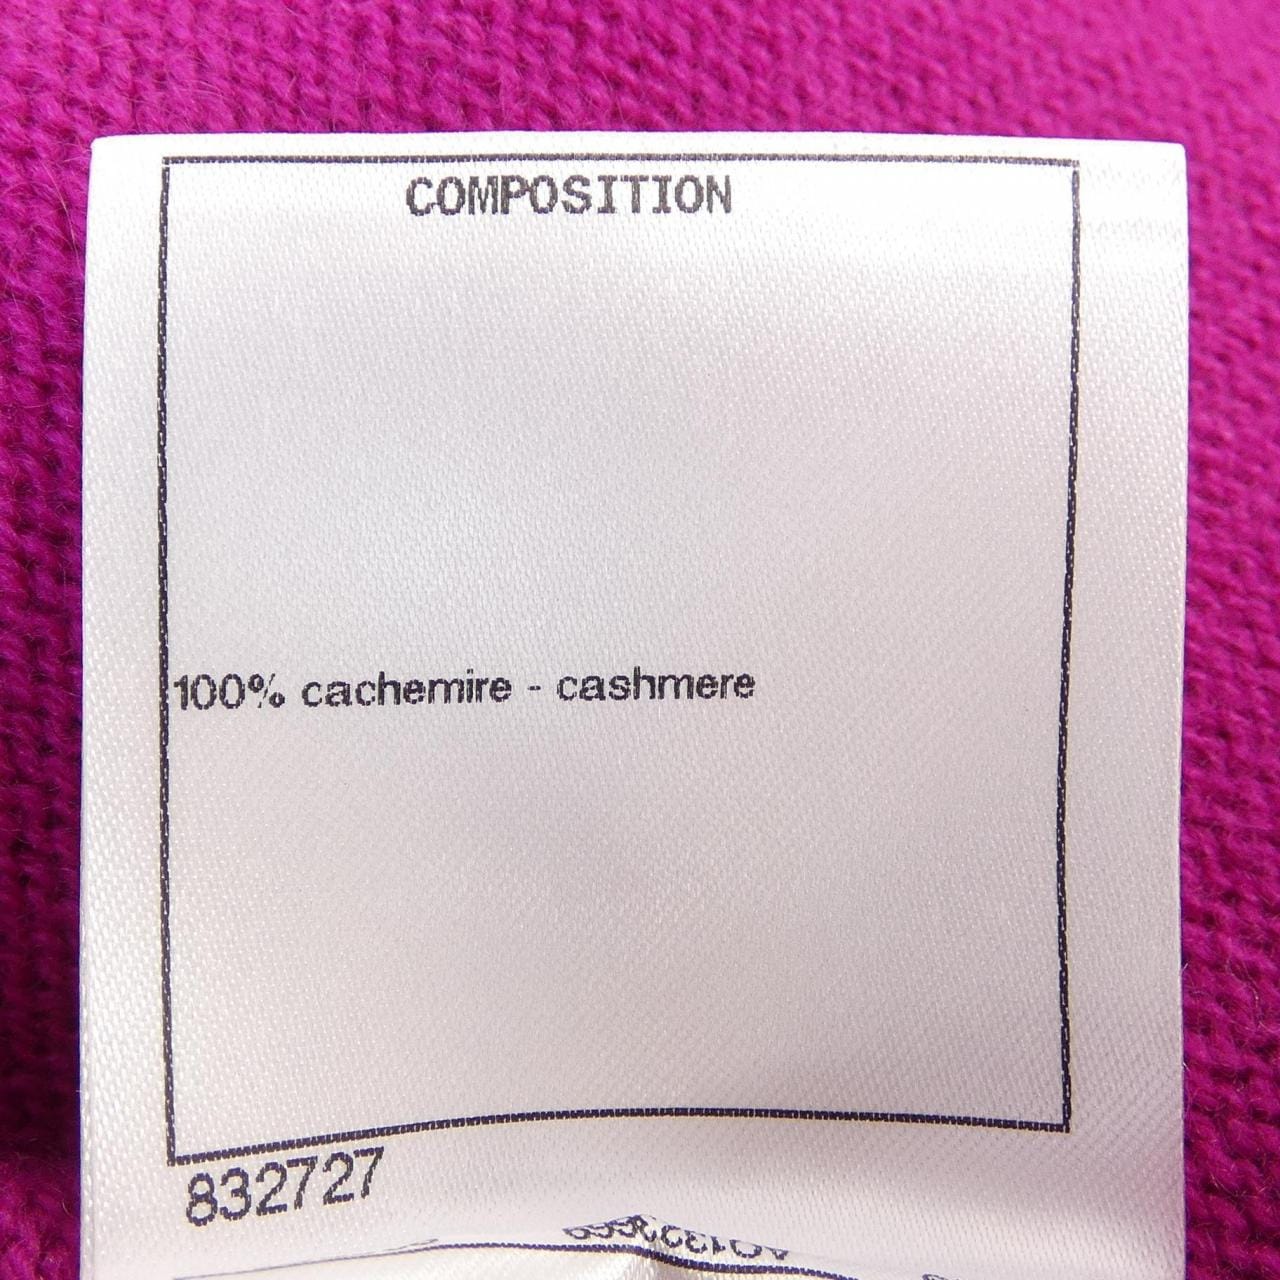 COMPOSITION
100% cachemire - cashmere
832727